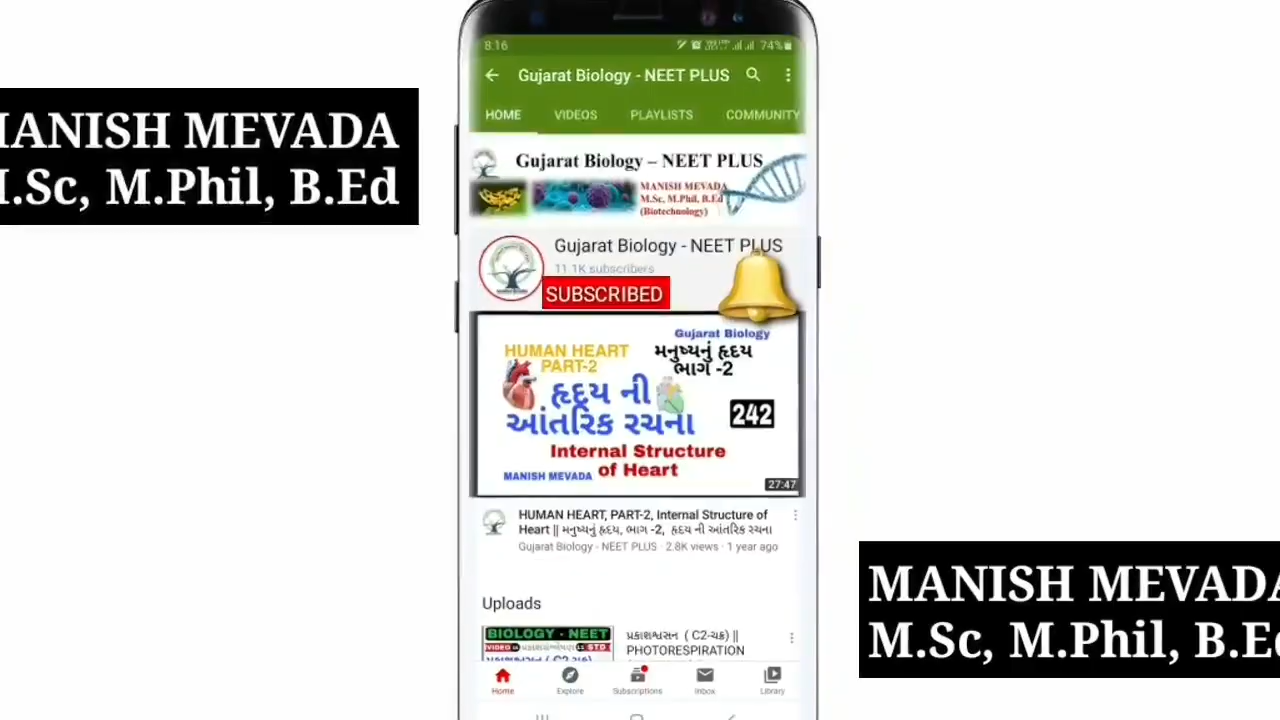 MANISH MEVADA
M.Sc, M.Phil, B.Ed
8:16
74%
Gujarat Biology - NEET PLUS
HOME VIDEOS PLAYLISTS COMMUNITY
Gujarat Biology – NEET PLUS
MANISH MEVADA
M.Sc, M.Phil, B.Ed
(Biotechnology)
Gujarat Biology - NEET PLUS
11.1K subscribers
SUBSCRIBED
Gujarat Biology
HUMAN HEART
PART-2
મનુષ્યનું હૃદય
ભાગ -2
હૃદય ની
આંતરિક રચના
242
Internal Structure
of Heart
MANISH MEVADA
27:47
HUMAN HEART, PART-2, Internal Structure of
Heart || મનુષ્યનું હૃદય, ભાગ -2, હૃદય ની આંતરિક રચના
Gujarat Biology - NEET PLUS · 2.8K views · 1 year ago
Uploads
BIOLOGY - NEET
VIDEO
11 STD
પ્રકાશશ્વસન ( C2-ચક્ર) ||
PHOTORESPIRATION
Home Explore Subscriptions Inbox Library
MANISH MEVADA
M.Sc, M.Phil, B.Ed